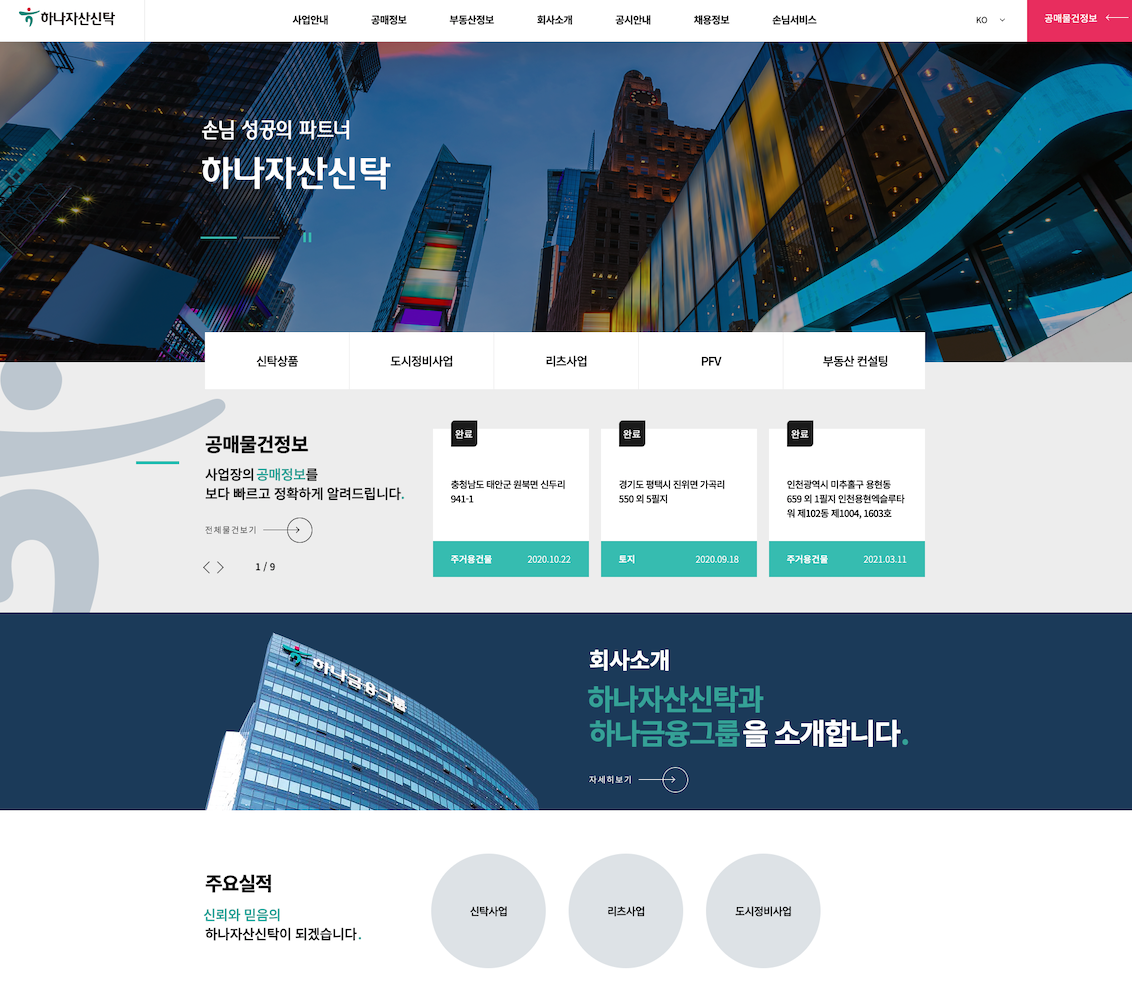 하나자산신탁
사업안내
공매정보
부동산정보
회사소개
공시안내
채용정보
손님서비스
KO
공매물건정보
손님 성공의 파트너
하나자산신탁
신탁상품
도시정비사업
리츠사업
PFV
부동산 컨설팅
공매물건정보
사업장의 공매정보를
보다 빠르고 정확하게 알려드립니다.
전체물건보기
1 / 9
완료
충청남도 태안군 원북면 신두리
941-1
주거용건물 2020.10.22
완료
경기도 평택시 진위면 가곡리
550 외 5필지
토지 2020.09.18
완료
인천광역시 미추홀구 용현동
659 외 1필지 인천용현엑슬루타
워 제102동 제1004, 1603호
주거용건물 2021.03.11
하나금융그룹
회사소개
하나자산신탁과
하나금융그룹을 소개합니다.
자세히보기
주요실적
신뢰와 믿음의
하나자산신탁이 되겠습니다.
신탁사업
리츠사업
도시정비사업